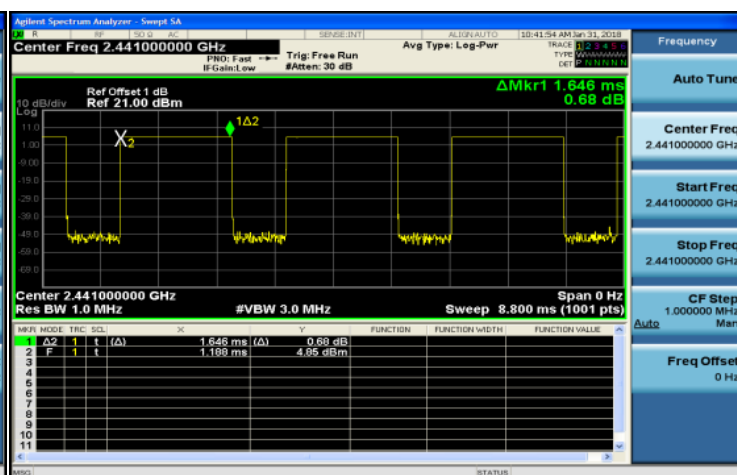 Agilent Spectrum Analyzer - Swept SA
R RF 50 Ω AC SENSE:INT ALIGN AUTO 10:41:54 AM Jan 31, 2018
Center Freq 2.441000000 GHz
PNO: Fast
IFGain:Low
Trig: Free Run
#Atten: 30 dB
Avg Type: Log-Pwr
TRACE 1 2 3 4 5 6
TYPE
DET P N N N N N
Ref Offset 1 dB
10 dB/div Ref 21.00 dBm
Log
ΔMkr1 1.646 ms
0.68 dB
11.0
1.00
-9.00
-19.0
-29.0
-39.0
-49.0
-59.0
-69.0
X2
1Δ2
Center 2.441000000 GHz Span 0 Hz
Res BW 1.0 MHz #VBW 3.0 MHz Sweep 8.800 ms (1001 pts)
MKR MODE TRC SCL X Y FUNCTION FUNCTION WIDTH FUNCTION VALUE
1 Δ2 1 t (Δ) 1.646 ms (Δ) 0.68 dB
2 F 1 t 1.188 ms 4.85 dBm
3
4
5
6
7
8
9
10
11
MSG STATUS
Frequency
Auto Tune
Center Freq
2.441000000 GHz
Start Freq
2.441000000 GHz
Stop Freq
2.441000000 GHz
CF Step
1.000000 MHz
Auto Man
Freq Offset
0 Hz